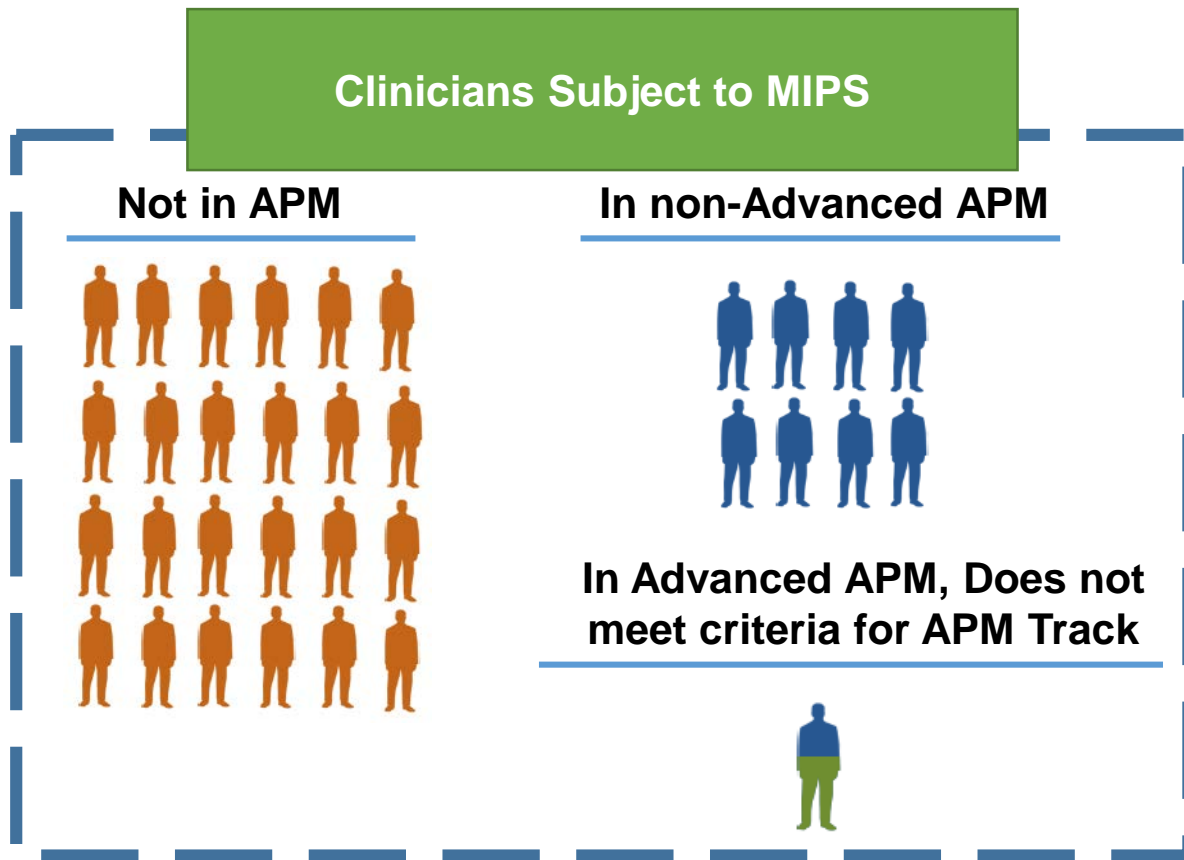 Clinicians Subject to MIPS
Not in APM
In non-Advanced APM
In Advanced APM, Does not
meet criteria for APM Track